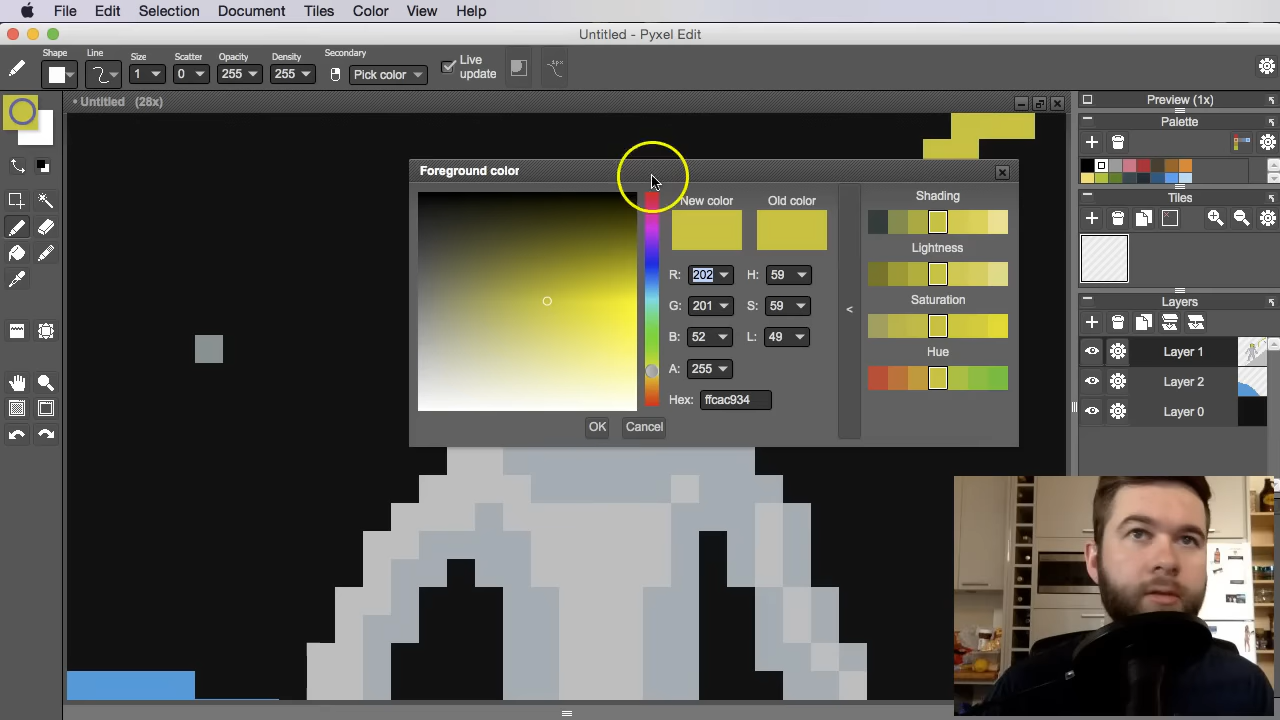 File Edit Selection Document Tiles Color View Help
Untitled - Pyxel Edit
Shape Line Size Scatter Opacity Density Secondary
1 0 255 255 Pick color Live update
• Untitled (28x)
Preview (1x)
Palette
Tiles
Layers
Layer 1
Layer 2
Layer 0
Foreground color
New color Old color
R: 202 H: 59
G: 201 S: 59
B: 52 L: 49
A: 255
Hex: ffcac934
OK Cancel
<
Shading
Lightness
Saturation
Hue